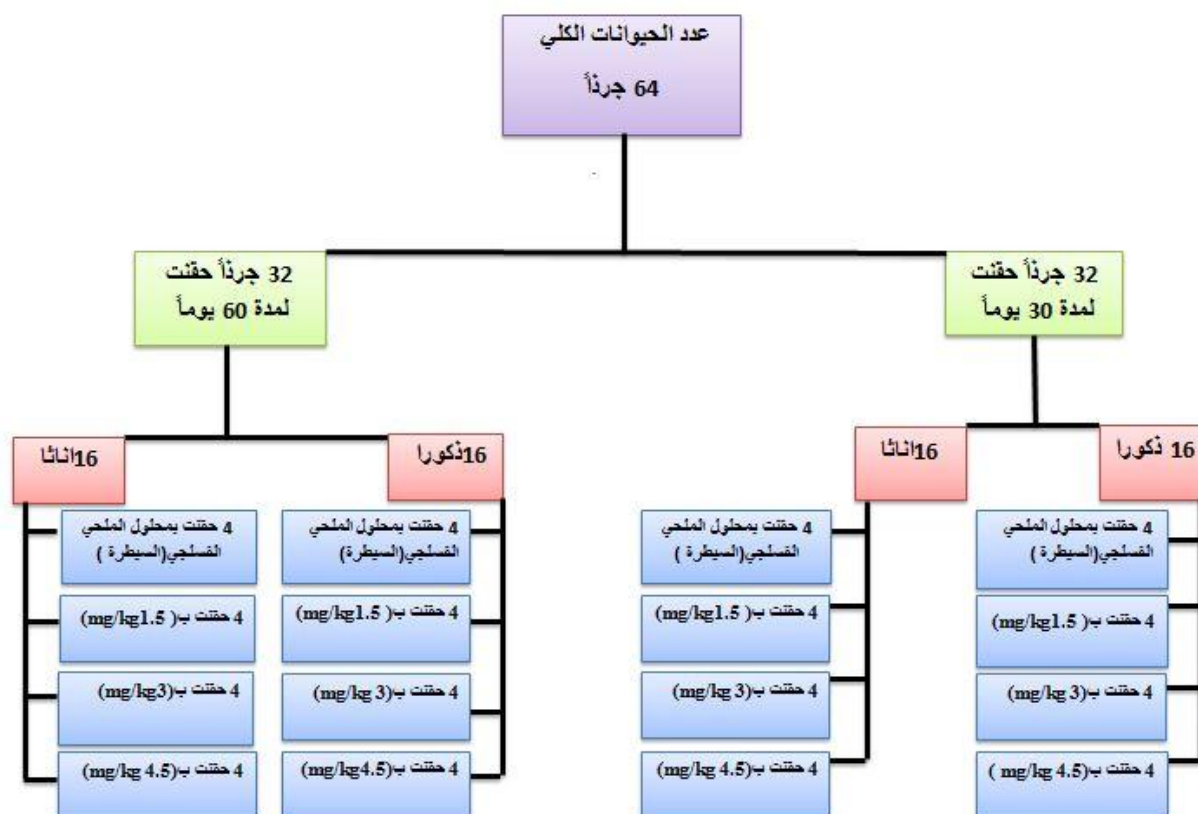 عدد الحيوانات الكلي
64 جرذاً
32 جرذاً حقنت
لمدة 30 يوماً
32 جرذاً حقنت
لمدة 60 يوماً
16 ذكورا
16اناثا
16ذكورا
16اناثا
4 حقنت بمحلول الملحي
الفسلجي(السيطرة )
4 حقنت ب( mg/kg1.5)
4 حقنت ب(mg/kg 3)
4 حقنت ب(mg/kg 4.5 )
4 حقنت بمحلول الملحي
الفسلجي(السيطرة )
4 حقنت ب( mg/kg1.5)
4 حقنت ب(mg/kg 3)
4 حقنت ب(mg/kg 4.5)
4 حقنت بمحلول الملحي
الفسلجي(السيطرة)
4 حقنت ب( mg/kg1.5)
4 حقنت ب(mg/kg 3)
4 حقنت ب(mg/kg4.5)
4 حقنت بمحلول الملحي
الفسلجي(السيطرة )
4 حقنت ب( mg/kg1.5)
4 حقنت ب(mg/kg3)
4 حقنت ب(mg/kg 4.5)